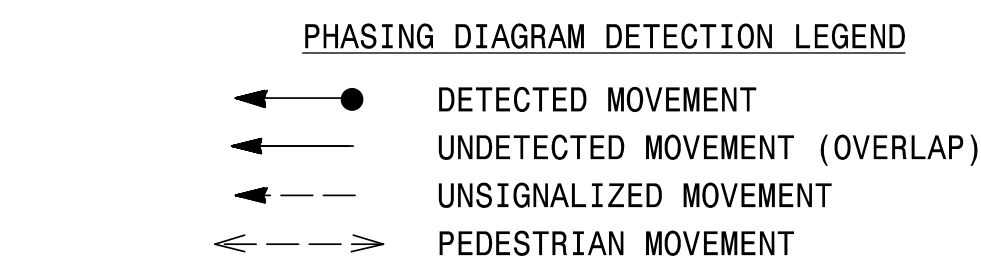 PHASING DIAGRAM DETECTION LEGEND
DETECTED MOVEMENT
UNDETECTED MOVEMENT (OVERLAP)
UNSIGNALIZED MOVEMENT
PEDESTRIAN MOVEMENT